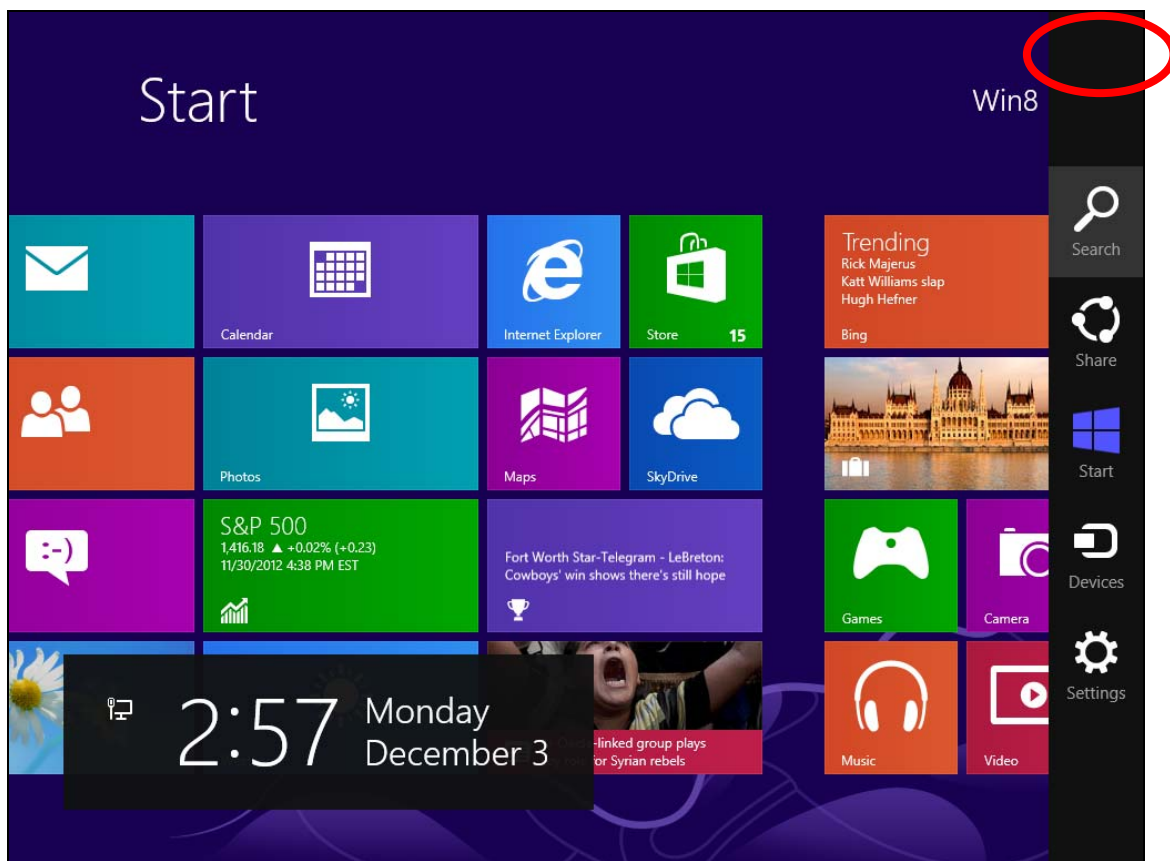 Start
Win8
Search
Share
Start
Devices
Settings
Calendar
Internet Explorer
Store 15
Trending
Rick Majerus
Katt Williams slap
Hugh Hefner
Bing
Photos
Maps
SkyDrive
:-)
S&P 500
1,416.18 ▲ +0.02% (+0.23)
11/30/2012 4:38 PM EST
Fort Worth Star-Telegram - LeBreton:
Cowboys' win shows there's still hope
Games
Camera
2:57
Monday
December 3
-linked group plays
for Syrian rebels
Music
Video